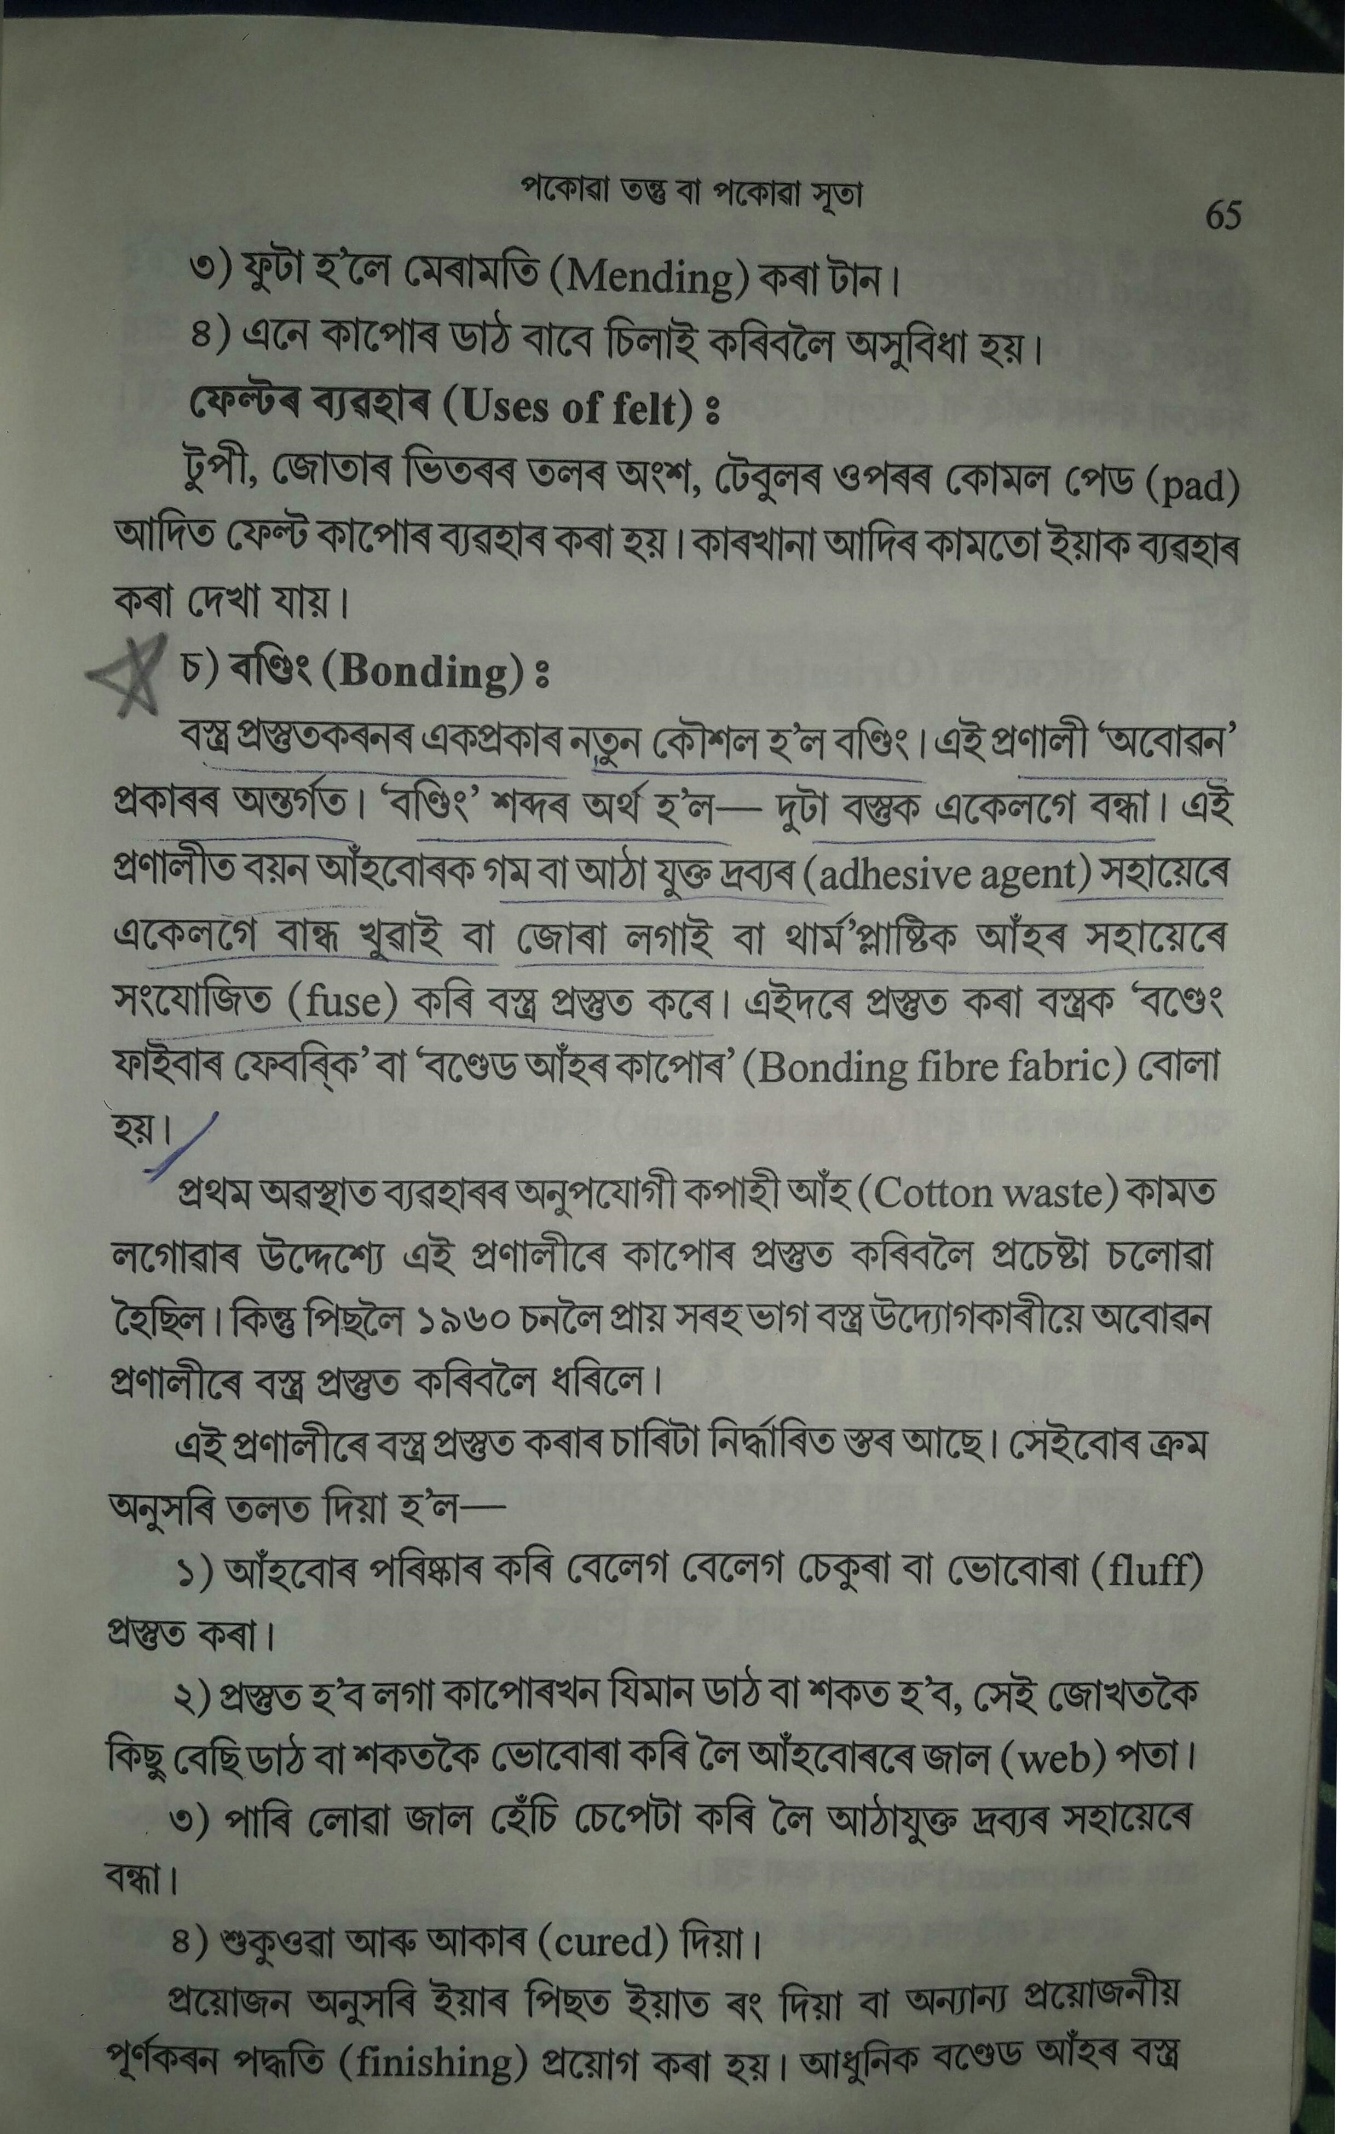 পকোৱা তন্তু বা পকোৱা সূতা
65
৩) ফুটা হ’লে মেৰামতি (Mending) কৰা টান।
৪) এনে কাপোৰ ডাঠ বাবে চিলাই কৰিবলৈ অসুবিধা হয়।
ফেল্টৰ ব্যৱহাৰ (Uses of felt) ঃ
টুপী, জোতাৰ ভিতৰৰ তলৰ অংশ, টেবুলৰ ওপৰৰ কোমল পেড (pad)
আদিত ফেল্ট কাপোৰ ব্যৱহাৰ কৰা হয়। কাৰখানা আদিৰ কামতো ইয়াক ব্যৱহাৰ
কৰা দেখা যায়।
চ) বণ্ডিং (Bonding) ঃ
বস্ত্ৰ প্ৰস্তুতকৰনৰ একপ্ৰকাৰ নতুন কৌশল হ’ল বণ্ডিং। এই প্ৰণালী ‘অবোৱন’
প্ৰকাৰৰ অন্তৰ্গত। ‘বণ্ডিং’ শব্দৰ অৰ্থ হ’ল— দুটা বস্তুক একেলগে বন্ধা। এই
প্ৰণালীত বয়ন আঁহবোৰক গম বা আঠা যুক্ত দ্ৰব্যৰ (adhesive agent) সহায়েৰে
একেলগে বান্ধ খুৱাই বা জোৰা লগাই বা থাৰ্ম’প্লাষ্টিক আঁহৰ সহায়েৰে
সংযোজিত (fuse) কৰি বস্ত্ৰ প্ৰস্তুত কৰে। এইদৰে প্ৰস্তুত কৰা বস্ত্ৰক ‘বণ্ডেং
ফাইবাৰ ফেবৰ্িক’ বা ‘বণ্ডেড আঁহৰ কাপোৰ’ (Bonding fibre fabric) বোলা
হয়।
প্ৰথম অৱস্থাত ব্যৱহাৰৰ অনুপযোগী কপাহী আঁহ (Cotton waste) কামত
লগোৱাৰ উদ্দেশ্যে এই প্ৰণালীৰে কাপোৰ প্ৰস্তুত কৰিবলৈ প্ৰচেষ্টা চলোৱা
হৈছিল। কিন্তু পিছলৈ ১৯৬০ চনলৈ প্ৰায় সৰহ ভাগ বস্ত্ৰ উদ্যোগকাৰীয়ে অবোৱন
প্ৰণালীৰে বস্ত্ৰ প্ৰস্তুত কৰিবলৈ ধৰিলে।
এই প্ৰণালীৰে বস্ত্ৰ প্ৰস্তুত কৰাৰ চাৰিটা নিৰ্দ্ধাৰিত স্তৰ আছে। সেইবোৰ ক্ৰম
অনুসৰি তলত দিয়া হ’ল—
১) আঁহবোৰ পৰিষ্কাৰ কৰি বেলেগ বেলেগ চেকুৰা বা ভোবোৰা (fluff)
প্ৰস্তুত কৰা।
২) প্ৰস্তুত হ’ব লগা কাপোৰখন যিমান ডাঠ বা শকত হ’ব, সেই জোখতকৈ
কিছু বেছি ডাঠ বা শকতকৈ ভোবোৰা কৰি লৈ আঁহবোৰৰে জাল (web) পতা।
৩) পাৰি লোৱা জাল হেঁচি চেপেটা কৰি লৈ আঠাযুক্ত দ্ৰব্যৰ সহায়েৰে
বন্ধা।
৪) শুকুওৱা আৰু আকাৰ (cured) দিয়া।
প্ৰয়োজন অনুসৰি ইয়াৰ পিছত ইয়াত ৰং দিয়া বা অন্যান্য প্ৰয়োজনীয়
পূৰ্ণকৰন পদ্ধতি (finishing) প্ৰয়োগ কৰা হয়। আধুনিক বণ্ডেড আঁহৰ বস্ত্ৰ